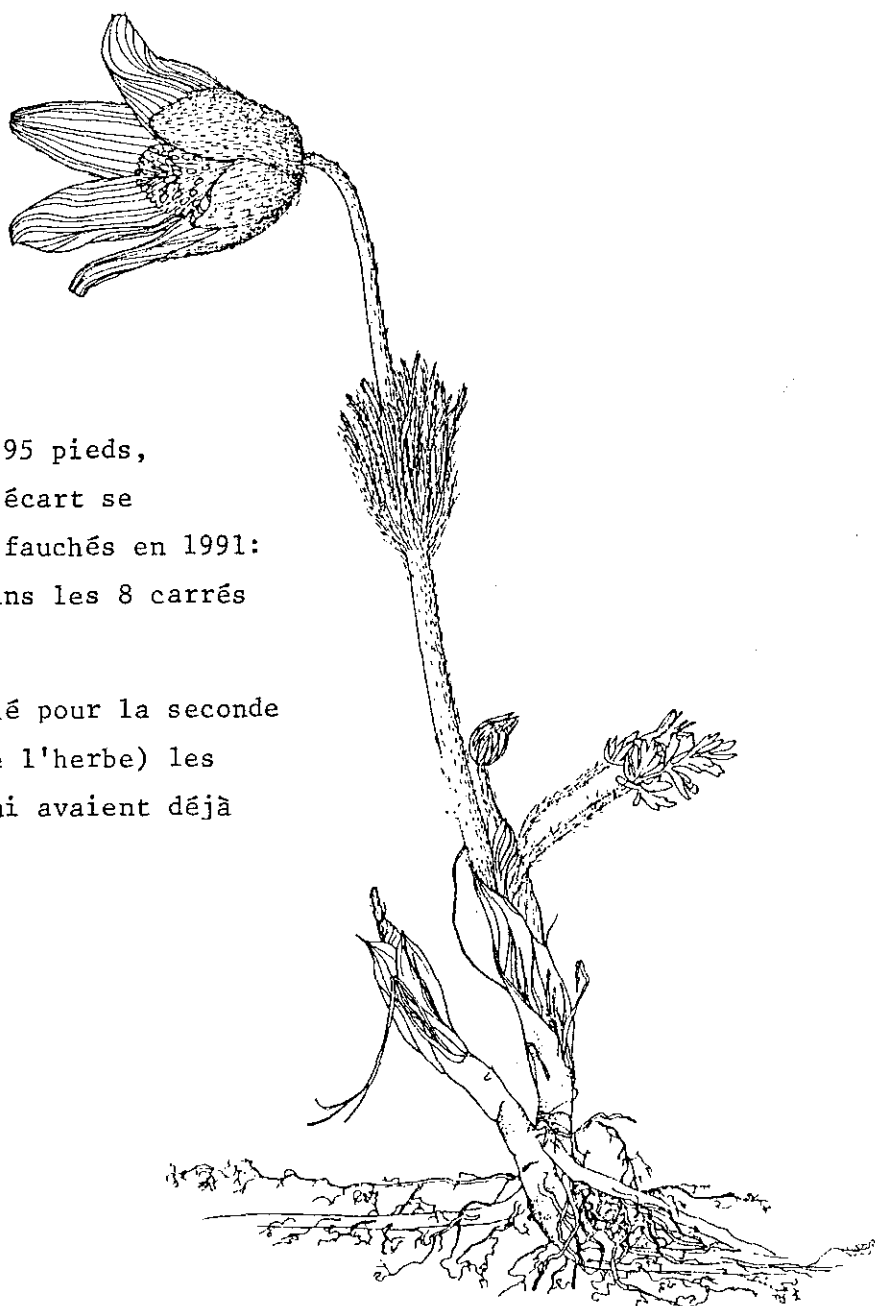 95 pieds,
écart se
fauchés en 1991:
ns les 8 carrés
é pour la seconde
l'herbe) les
i avaient déjà